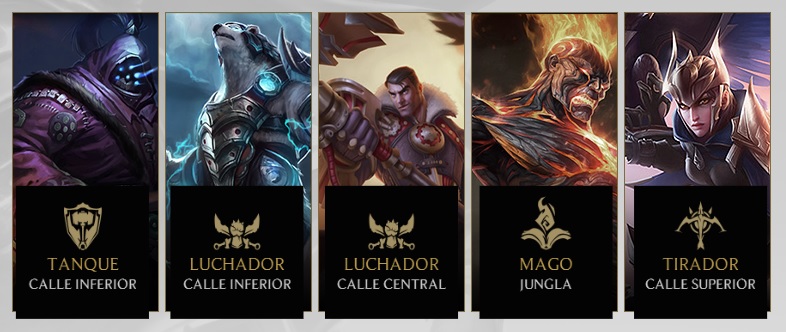 TANQUE
CALLE INFERIOR
LUCHADOR
CALLE INFERIOR
LUCHADOR
CALLE CENTRAL
MAGO
JUNGLA
TIRADOR
CALLE SUPERIOR